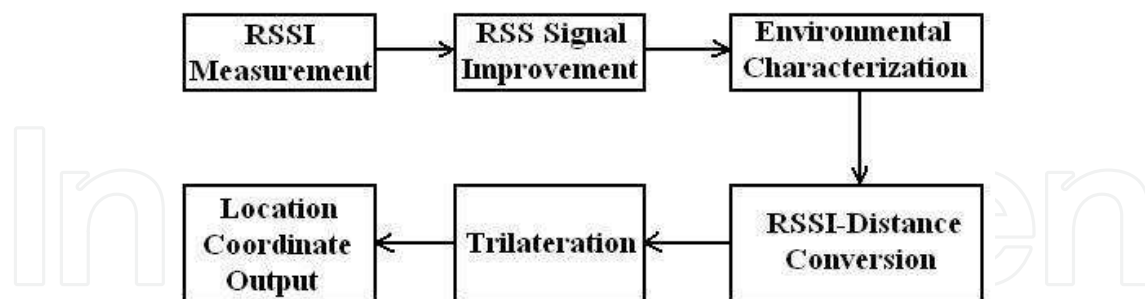 RSSI
Measurement
RSS Signal
Improvement
Environmental
Characterization
RSSI-Distance
Conversion
Trilateration
Location
Coordinate
Output